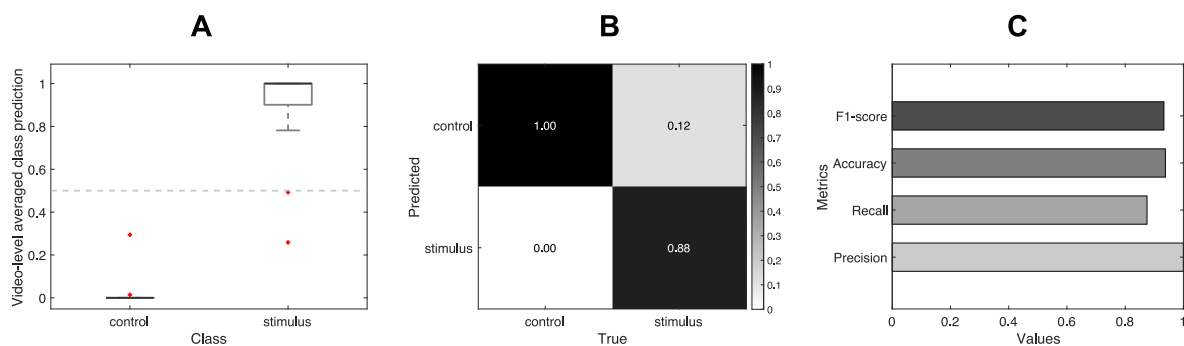 A
Video-level averaged class prediction
1
0.8
0.6
0.4
0.2
0
control
stimulus
Class
B
Predicted
control
stimulus
1.00
0.12
0.00
0.88
control
stimulus
True
1
0.9
0.8
0.7
0.6
0.5
0.4
0.3
0.2
0.1
0
C
Metrics
F1-score
Accuracy
Recall
Precision
0
0.2
0.4
0.6
0.8
1
Values